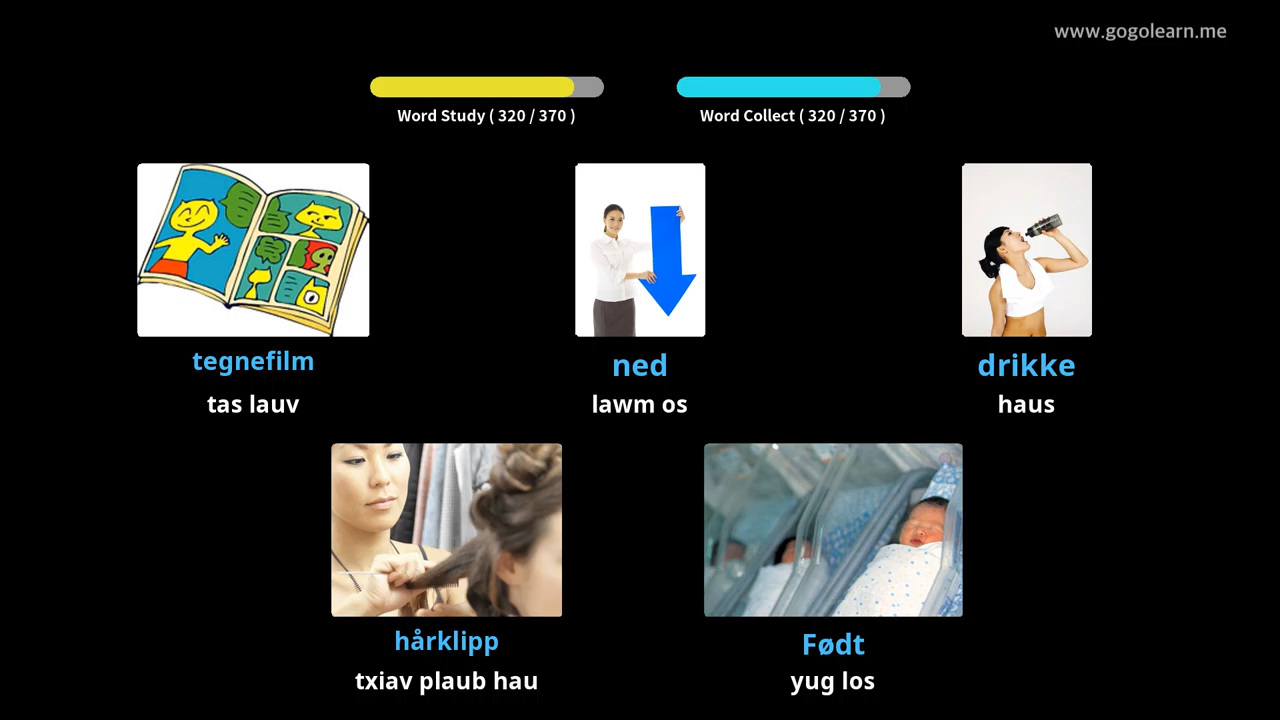 www.gogolearn.me
Word Study ( 320 / 370 )
Word Collect ( 320 / 370 )
tegnefilm
ned
drikke
tas lauv
lawm os
haus
hårklipp
Født
txiav plaub hau
yug los